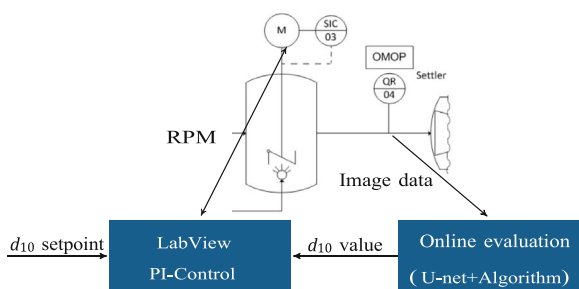 M
SIC
03
OMOP
QR
04
Settler
RPM
Image data
d10 setpoint
LabView
PI-Control
d10 value
Online evaluation
( U-net+Algorithm)